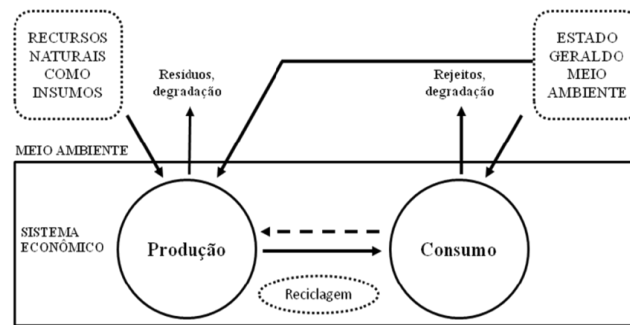 RECURSOS
NATURAIS
COMO
INSUMOS
Resíduos,
degradação
Rejeitos,
degradação
ESTADO
GERALDO
MEIO
AMBIENTE
MEIO AMBIENTE
SISTEMA
ECONÔMICO
Produção
Consumo
Reciclagem